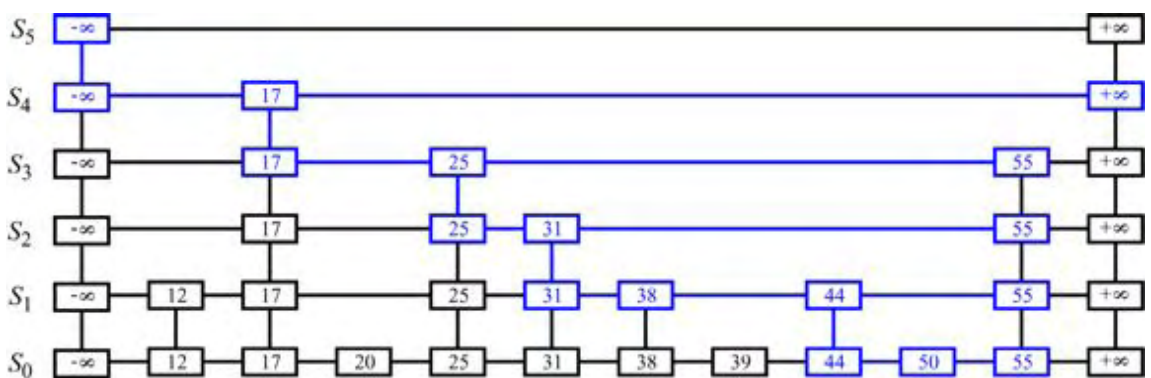 S5 -∞ +∞
S4 -∞ 17 +∞
S3 -∞ 17 25 55 +∞
S2 -∞ 17 25 31 55 +∞
S1 -∞ 12 17 25 31 38 44 55 +∞
S0 -∞ 12 17 20 25 31 38 39 44 50 55 +∞